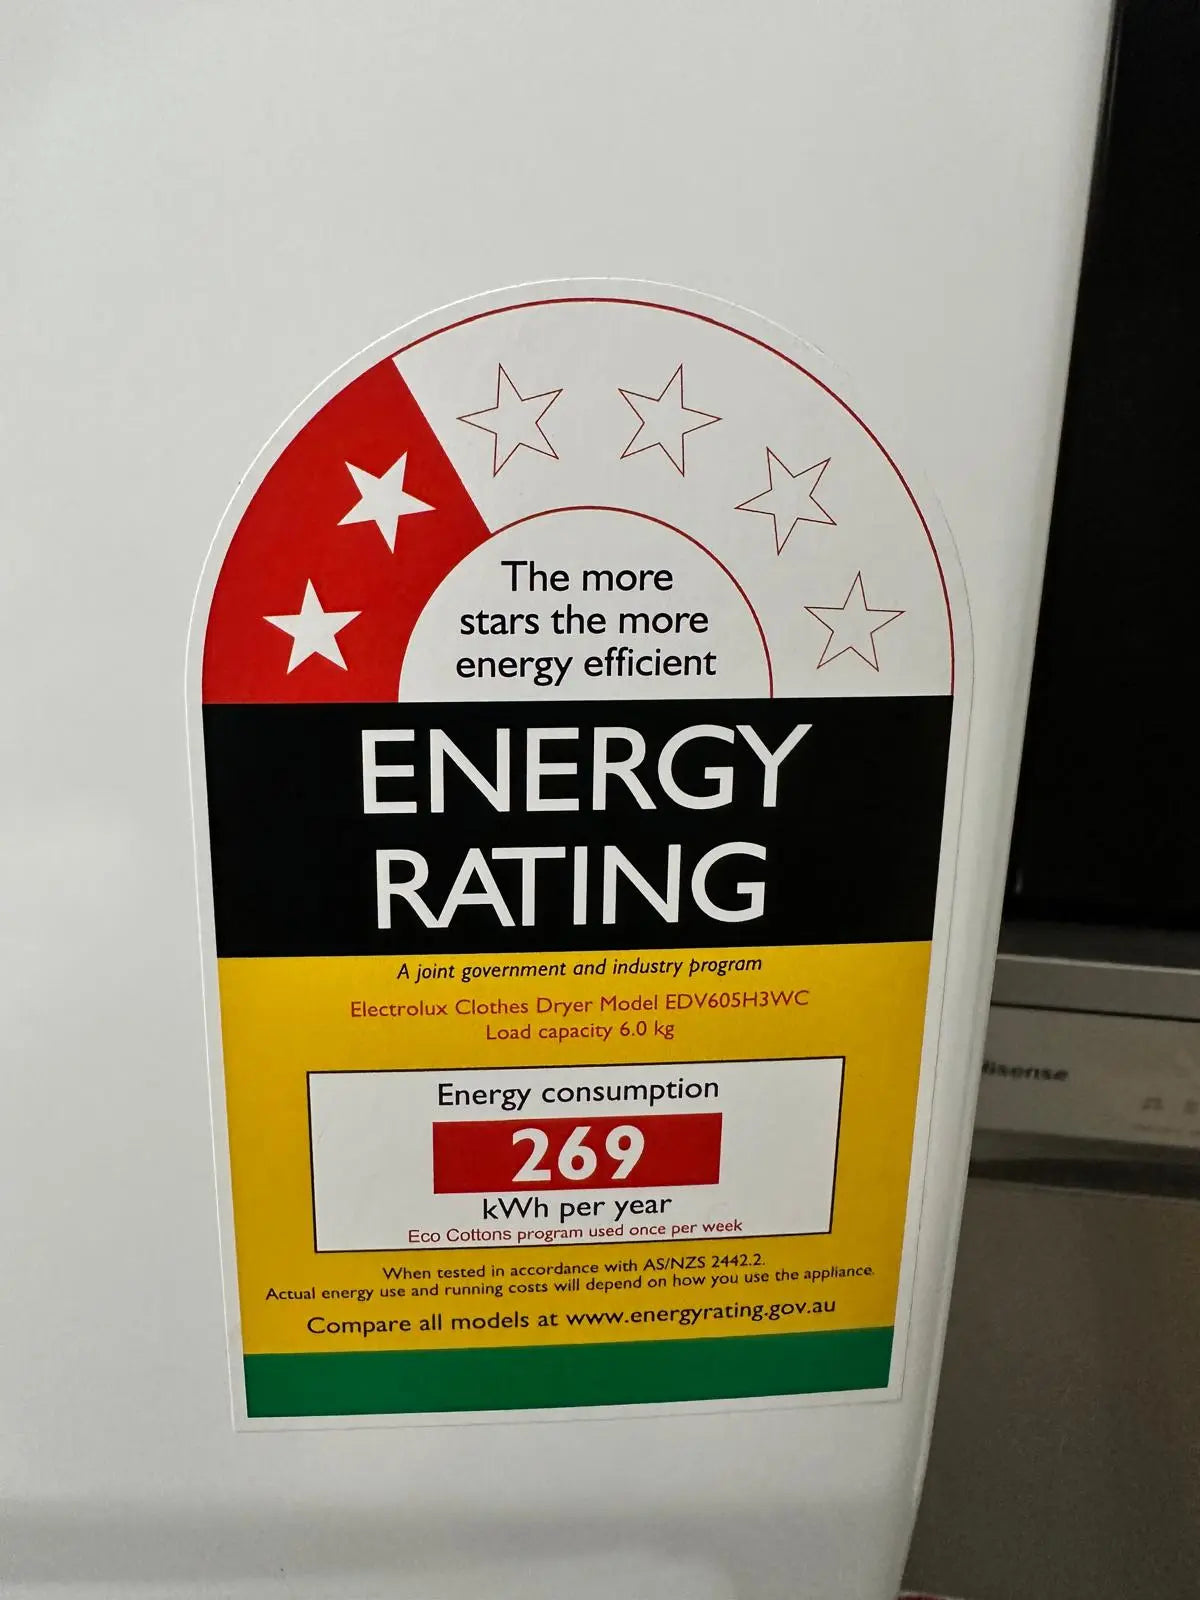 The more
stars the more
energy efficient
ENERGY
RATING
A joint government and industry program
Electrolux Clothes Dryer Model EDV605H3WC
Load capacity 6.0 kg
Energy consumption
269
kWh per year
Eco Cottons program used once per week
When tested in accordance with AS/NZS 2442.2.
Actual energy use and running costs will depend on how you use the appliance.
Compare all models at www.energyrating.gov.au
Hisense